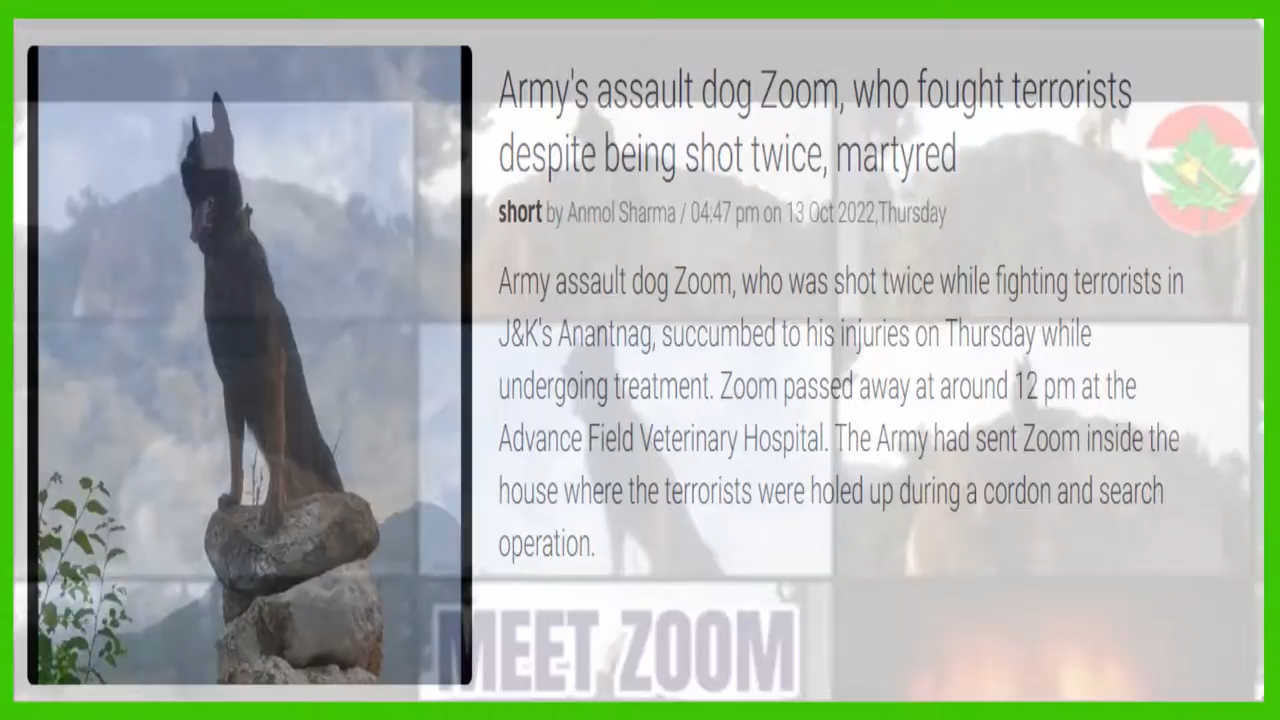 Army's assault dog Zoom, who fought terrorists
despite being shot twice, martyred
short by Anmol Sharma / 04:47 pm on 13 Oct 2022,Thursday
Army assault dog Zoom, who was shot twice while fighting terrorists in
J&K's Anantnag, succumbed to his injuries on Thursday while
undergoing treatment. Zoom passed away at around 12 pm at the
Advance Field Veterinary Hospital. The Army had sent Zoom inside the
house where the terrorists were holed up during a cordon and search
operation.
MEET ZOOM